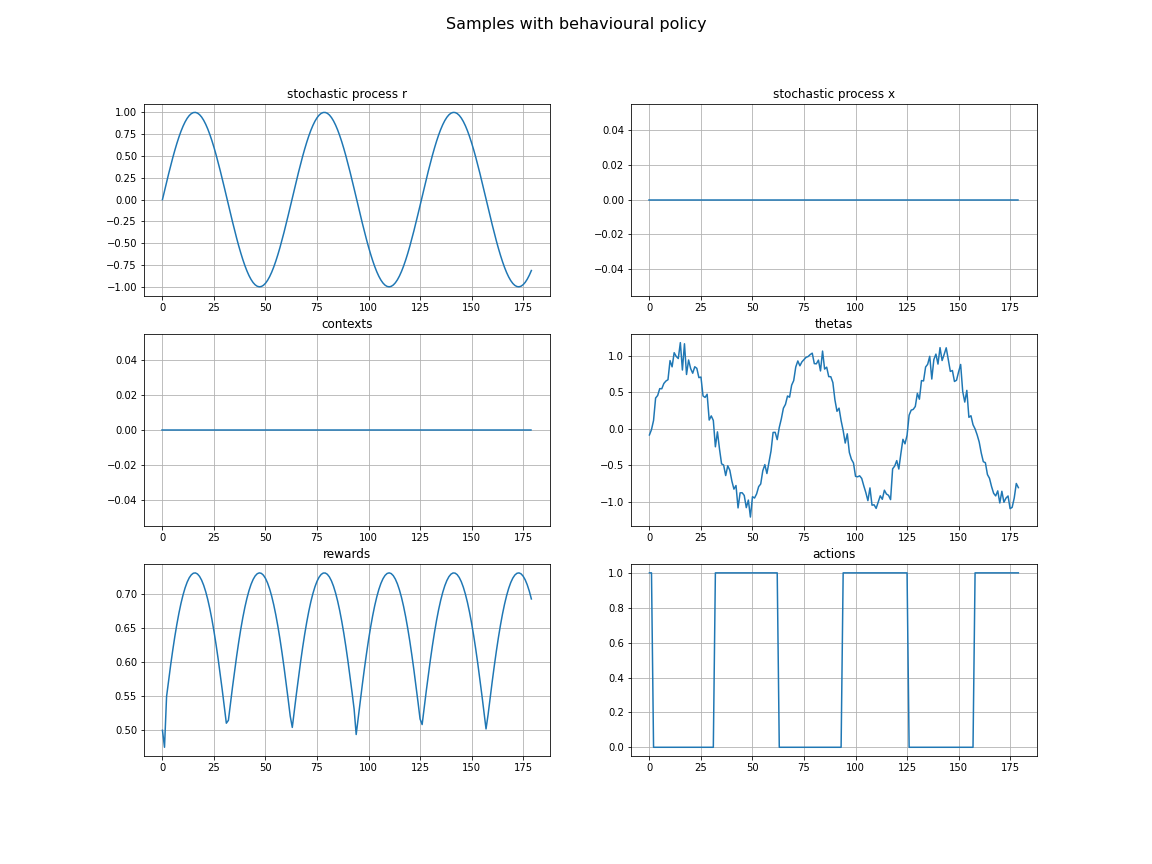 Samples with behavioural policy
stochastic process r
1.00
0.75
0.50
0.25
0.00
−0.25
−0.50
−0.75
−1.00
0 25 50 75 100 125 150 175
stochastic process x
0.04
0.02
0.00
−0.02
−0.04
0 25 50 75 100 125 150 175
contexts
0.04
0.02
0.00
−0.02
−0.04
0 25 50 75 100 125 150 175
thetas
1.0
0.5
0.0
−0.5
−1.0
0 25 50 75 100 125 150 175
rewards
0.70
0.65
0.60
0.55
0.50
0 25 50 75 100 125 150 175
actions
1.0
0.8
0.6
0.4
0.2
0.0
0 25 50 75 100 125 150 175